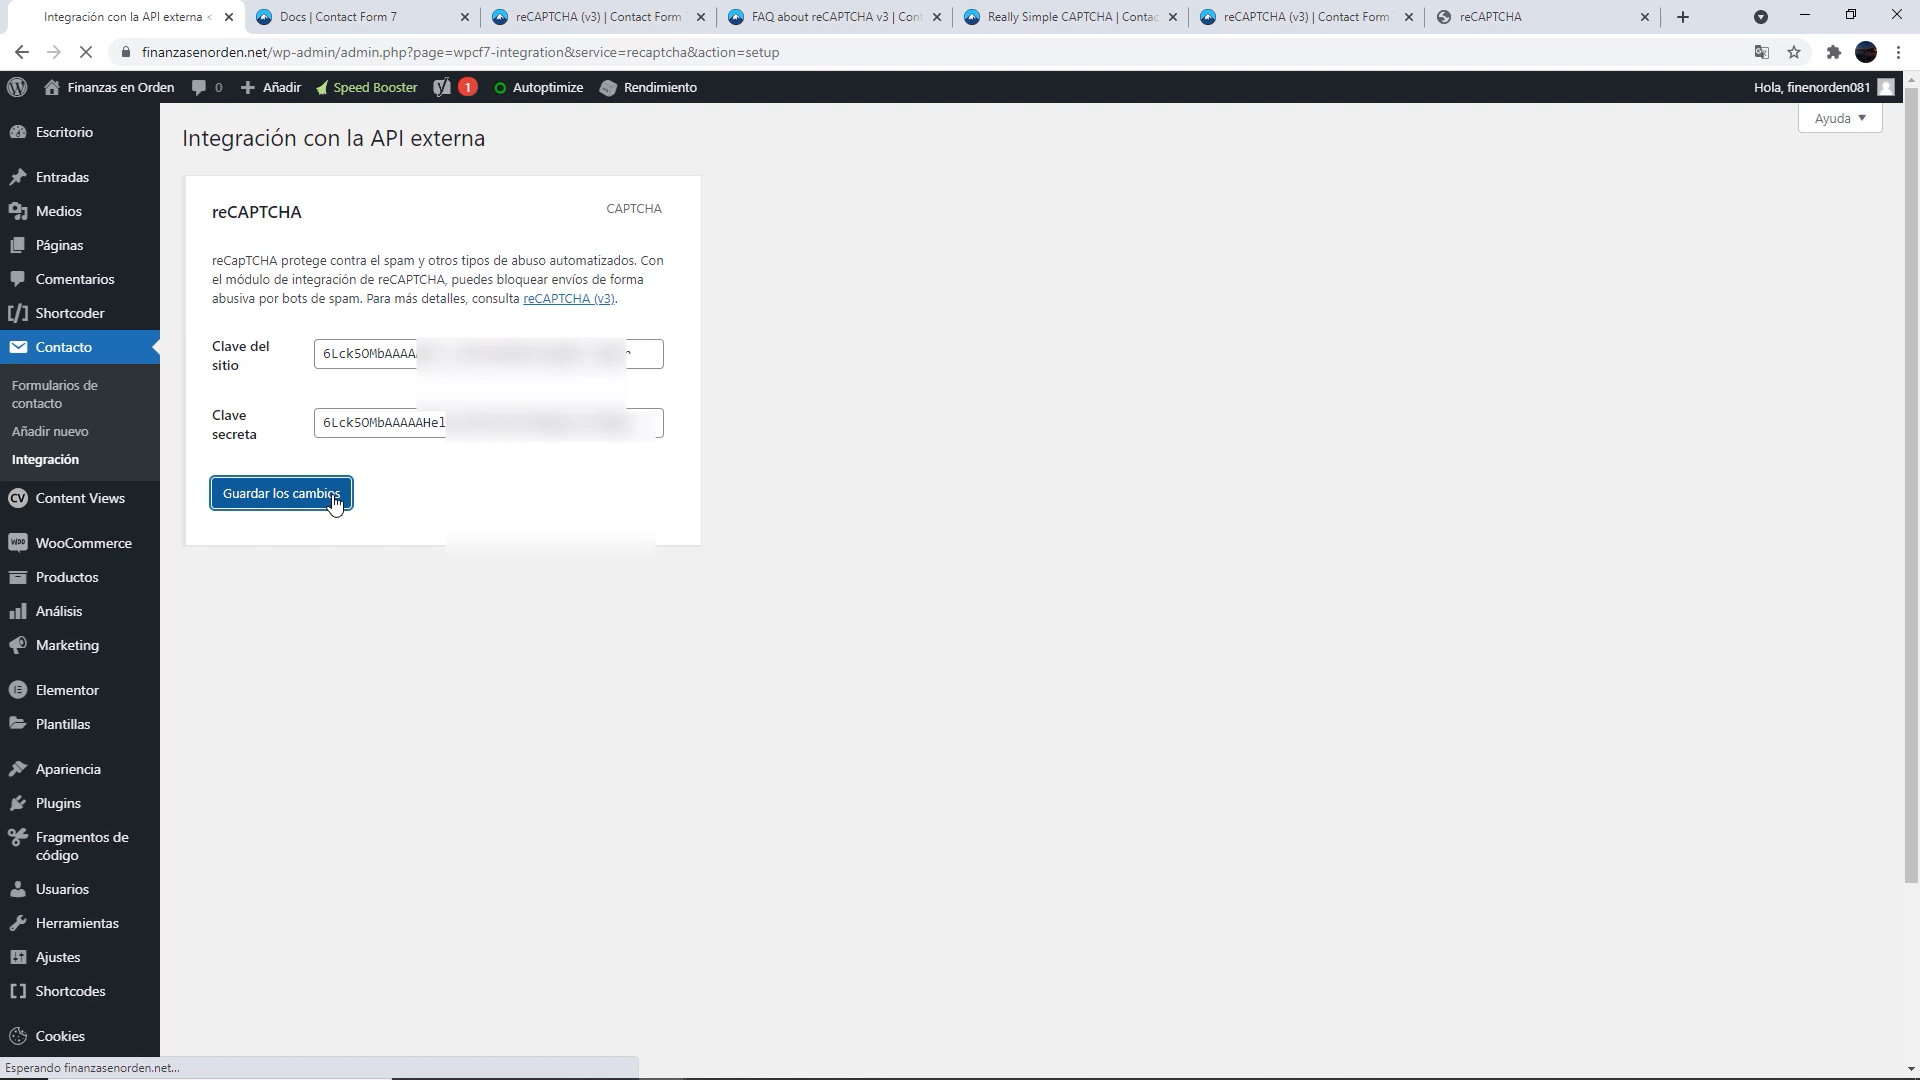 Integración con la API externa <
Docs | Contact Form 7
reCAPTCHA (v3) | Contact Form
FAQ about reCAPTCHA v3 | Cont
Really Simple CAPTCHA | Contac
reCAPTCHA (v3) | Contact Form
reCAPTCHA
finanzasenorden.net/wp-admin/admin.php?page=wpcf7-integration&service=recaptcha&action=setup
Finanzas en Orden
0
Añadir
Speed Booster
1
Autoptimize
Rendimiento
Hola, finenorden081
Ayuda
Escritorio
Entradas
Medios
Páginas
Comentarios
[/] Shortcoder
Contacto
Formularios de
contacto
Añadir nuevo
Integración
CV Content Views
Woo WooCommerce
Productos
Análisis
Marketing
Elementor
Plantillas
Apariencia
Plugins
Fragmentos de
código
Usuarios
Herramientas
Ajustes
[] Shortcodes
Cookies
Integración con la API externa
reCAPTCHA
CAPTCHA
reCapTCHA protege contra el spam y otros tipos de abuso automatizados. Con
el módulo de integración de reCAPTCHA, puedes bloquear envíos de forma
abusiva por bots de spam. Para más detalles, consulta reCAPTCHA (v3).
Clave del
sitio
6Lck5OMbAAAA
Clave
secreta
6Lck5OMbAAAAAHel
Guardar los cambios
Esperando finanzasenorden.net...